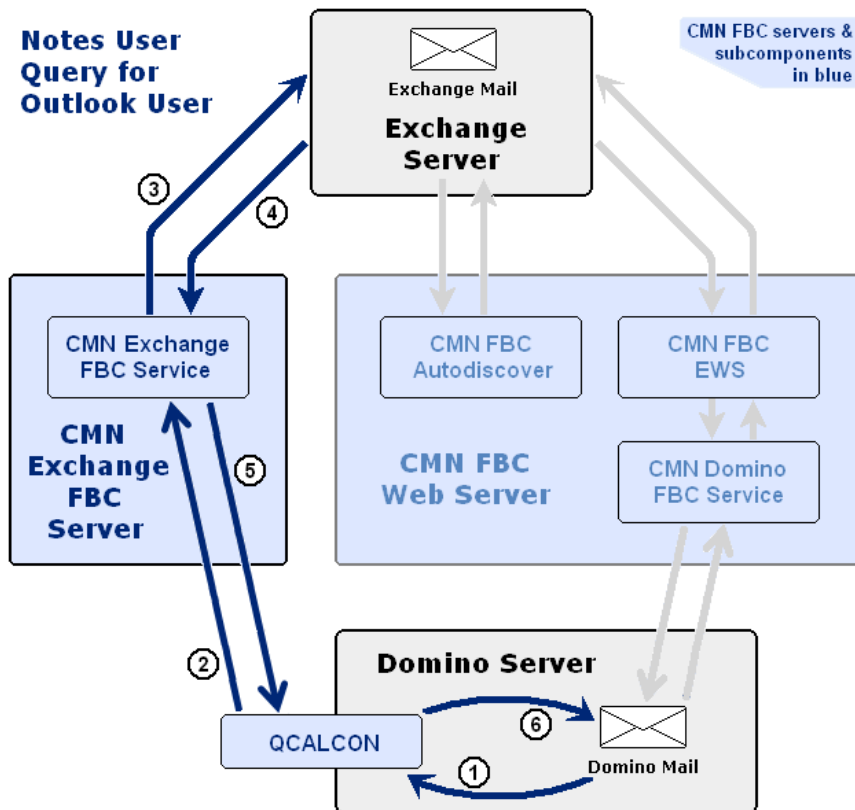 Notes User
Query for
Outlook User
CMN FBC servers &
subcomponents
in blue
Exchange Mail
Exchange
Server
3
4
CMN Exchange
FBC Service
CMN FBC
Autodiscover
CMN FBC
EWS
CMN
Exchange
FBC
Server
5
CMN FBC
Web Server
CMN Domino
FBC Service
2
Domino Server
QCALCON
6
1
Domino Mail